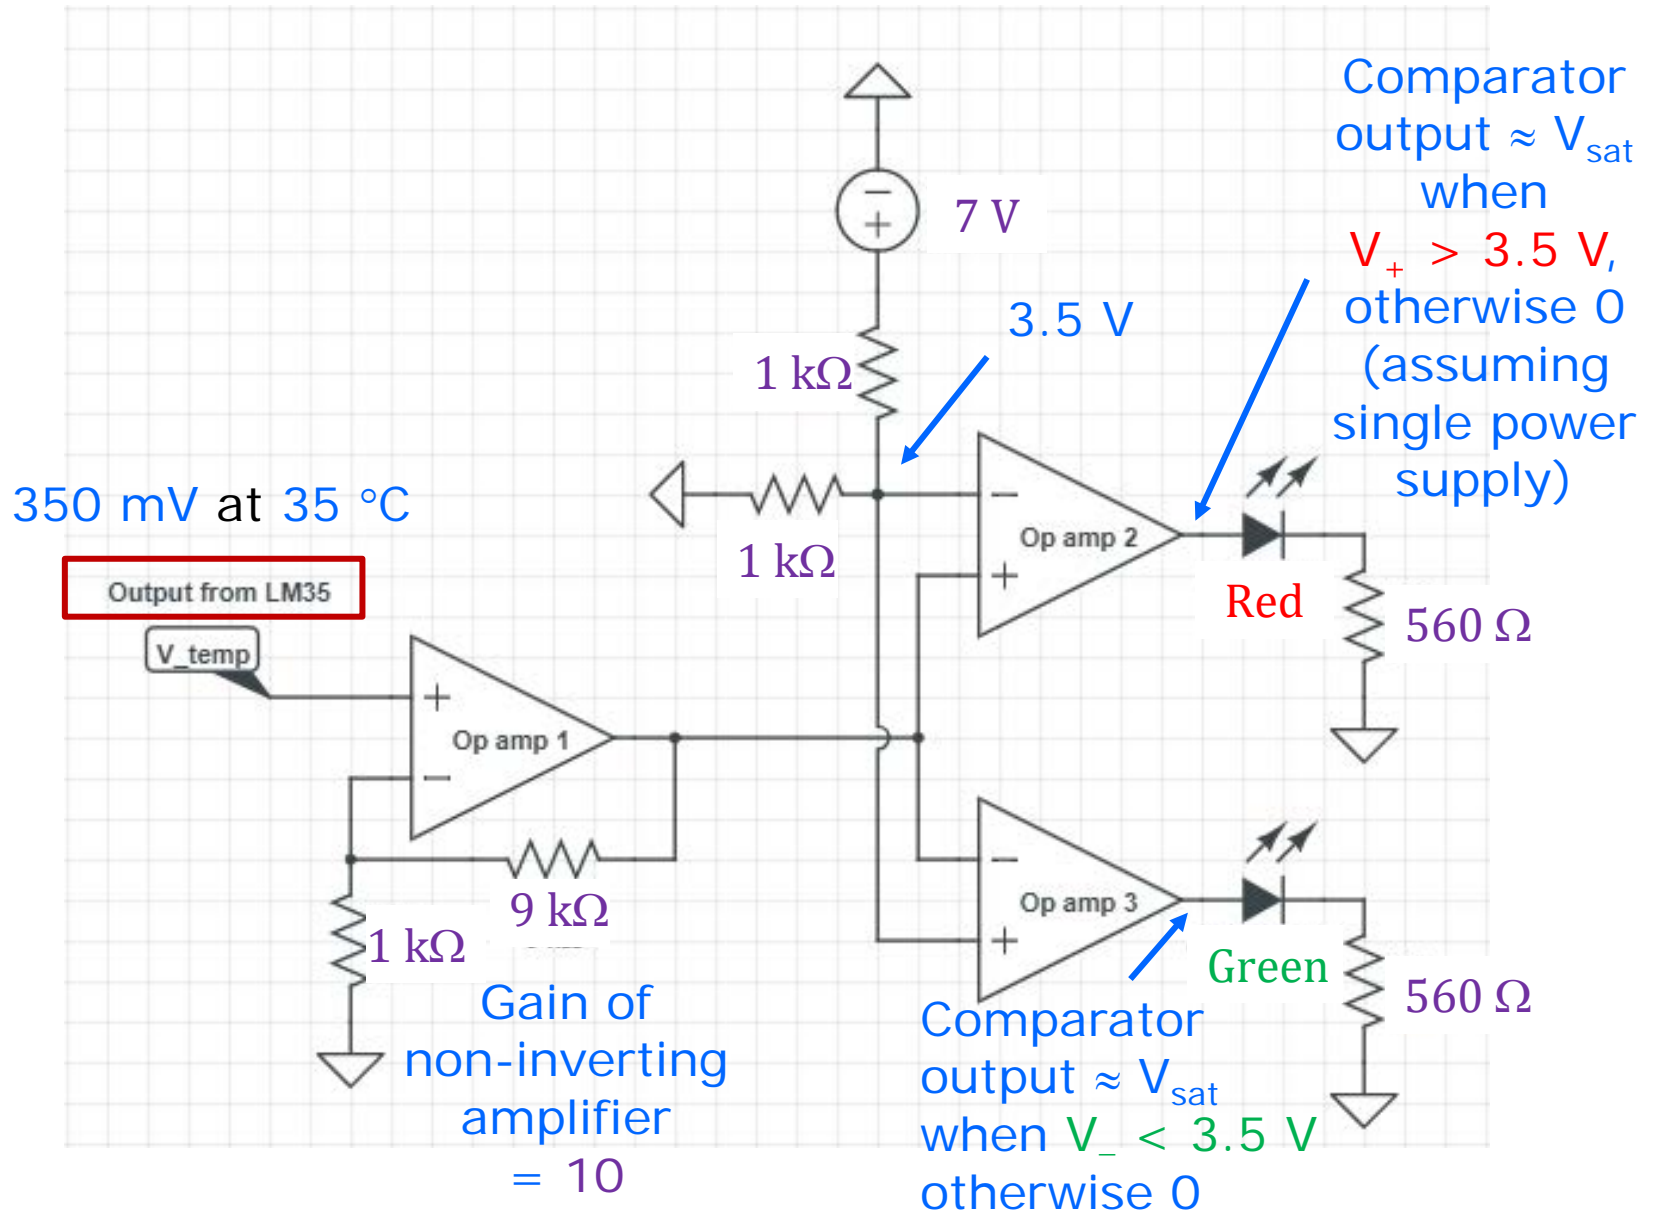 Comparator
output ≈ Vsat
when
V+ > 3.5 V,
otherwise 0
(assuming
single power
supply)
−
+
7 V
3.5 V
1 kΩ
1 kΩ
350 mV at 35 °C
Output from LM35
V_temp
+
Op amp 1
−
−
Op amp 2
+
Red
560 Ω
9 kΩ
1 kΩ
Gain of
non-inverting
amplifier
= 10
−
Op amp 3
+
Green
560 Ω
Comparator
output ≈ Vsat
when V− < 3.5 V
otherwise 0